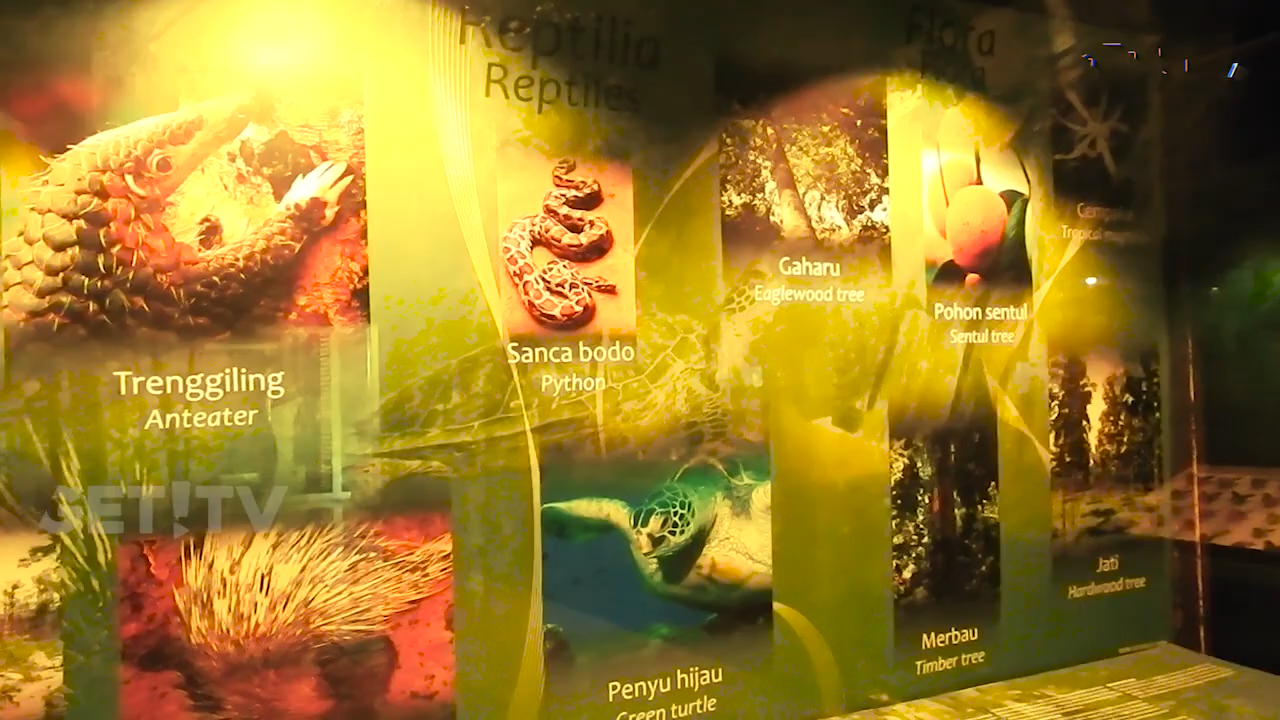 Reptilia
Reptiles
Flora
Trenggiling
Anteater
Sanca bodo
Python
Gaharu
Eaglewood tree
Pohon sentul
Sentul tree
Tropical
Penyu hijau
Green turtle
Merbau
Timber tree
Jati
Hardwood tree
GET!TV